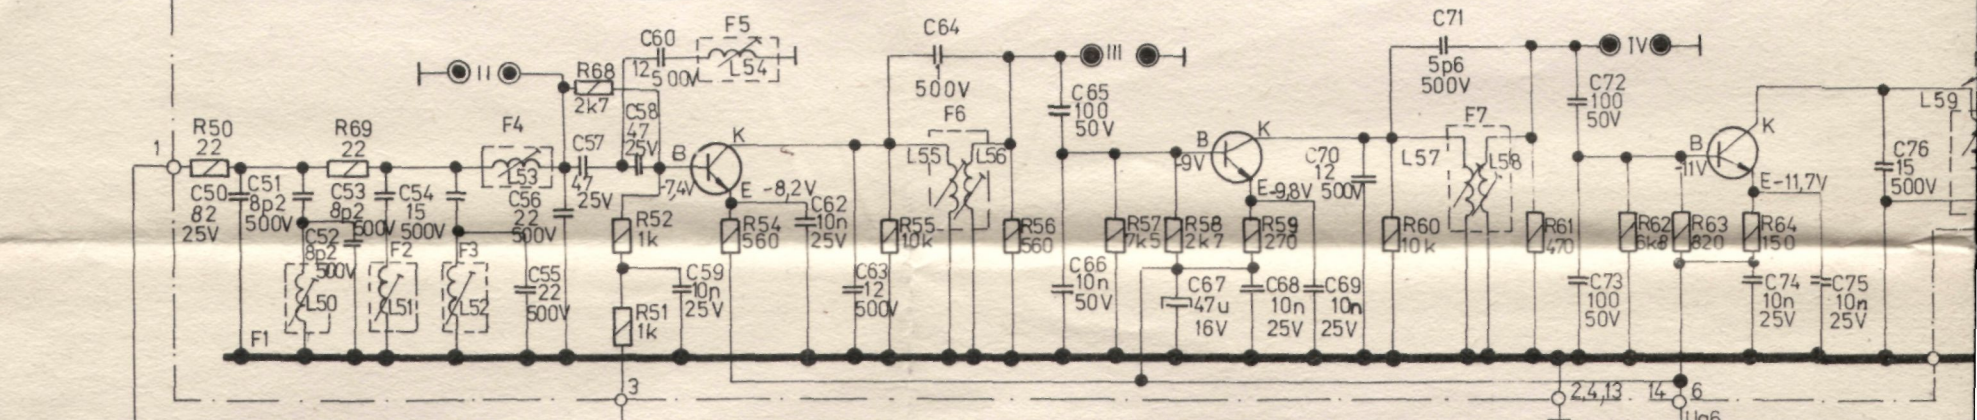 1
R50
22
C50
82
25V
C51
8p2
500V
R69
22
C53
8p2
500V
C52
8p2
500V
C54
15
500V
F4
L53
C56
22
500V
C55
22
500V
F1
L50
F2
L51
F3
L52
II
R68
2k7
C57
47
25V
C58
47
25V
C60
12
500V
F5
L54
B
K
E
-7,4V
-8,2V
R52
1k
R51
1k
C59
10n
25V
3
R54
560
C62
10n
25V
C63
12
500V
C64
1
500V
R55
10k
F6
L55
L56
R56
560
III
C65
100
50V
C66
10n
50V
R57
7k5
R58
2k7
C67
47u
16V
B
K
-9V
E-9,8V
R59
270
C68
10n
25V
C69
10n
25V
C70
12
500V
C71
5p6
500V
R60
10k
F7
L57
L58
R61
470
IV
C72
100
50V
C73
100
50V
R62
6k8
R63
820
B
K
-11V
E-11,7V
R64
150
C74
10n
25V
C75
10n
25V
C76
15
500V
L59
2,4,13
14
6